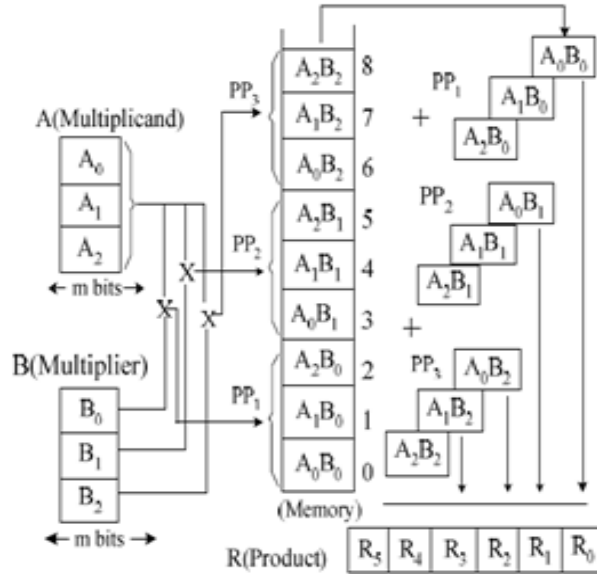 A(Multiplicand)
A₀
A₁
A₂
m bits
B(Multiplier)
B₀
B₁
B₂
m bits
X
X
X
PP₃
PP₂
PP₁
A₂B₂ 8
A₁B₂ 7
A₀B₂ 6
A₂B₁ 5
A₁B₁ 4
A₀B₁ 3
A₂B₀ 2
A₁B₀ 1
A₀B₀ 0
(Memory)
PP₁
A₀B₀
+
A₁B₀
A₂B₀
PP₂
A₀B₁
A₁B₁
A₂B₁
+
PP₃
A₀B₂
A₁B₂
A₂B₂
R(Product) R₅ R₄ R₃ R₂ R₁ R₀